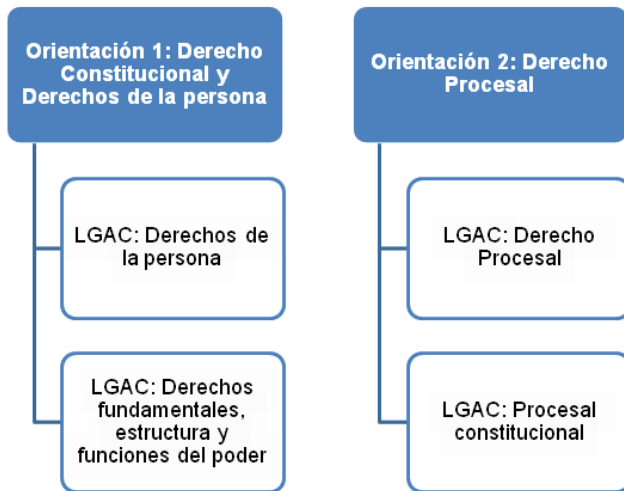 Orientación 1: Derecho
Constitucional y
Derechos de la persona
LGAC: Derechos de
la persona
LGAC: Derechos
fundamentales,
estructura y
funciones del poder
Orientación 2: Derecho
Procesal
LGAC: Derecho
Procesal
LGAC: Procesal
constitucional